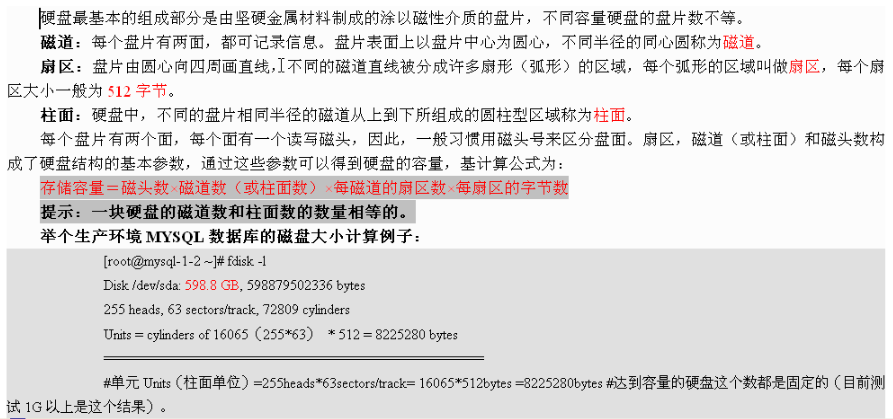 硬盘最基本的组成部分是由坚硬金属材料制成的涂以磁性介质的盘片，不同容量硬盘的盘片数不等。
磁道：每个盘片有两面，都可记录信息。盘片表面上以盘片中心为圆心，不同半径的同心圆称为磁道。
扇区：盘片由圆心向四周画直线，不同的磁道直线被分成许多扇形（弧形）的区域，每个弧形的区域叫做扇区，每个扇
区大小一般为 512 字节。
柱面：硬盘中，不同的盘片相同半径的磁道从上到下所组成的圆柱型区域称为柱面。
每个盘片有两个面，每个面有一个读写磁头，因此，一般习惯用磁头号来区分盘面。扇区，磁道（或柱面）和磁头数构
成了硬盘结构的基本参数，通过这些参数可以得到硬盘的容量，基计算公式为：
存储容量＝磁头数×磁道数（或柱面数）×每磁道的扇区数×每扇区的字节数
提示：一块硬盘的磁道数和柱面数的数量相等的。
举个生产环境 MYSQL 数据库的磁盘大小计算例子：
[root@mysql-1-2 ~]# fdisk -l
Disk /dev/sda: 598.8 GB, 598879502336 bytes
255 heads, 63 sectors/track, 72809 cylinders
Units = cylinders of 16065（255*63） * 512 = 8225280 bytes
#单元 Units（柱面单位）=255heads*63sectors/track= 16065*512bytes =8225280bytes #达到容量的硬盘这个数都是固定的（目前测
试 1G 以上是这个结果）。